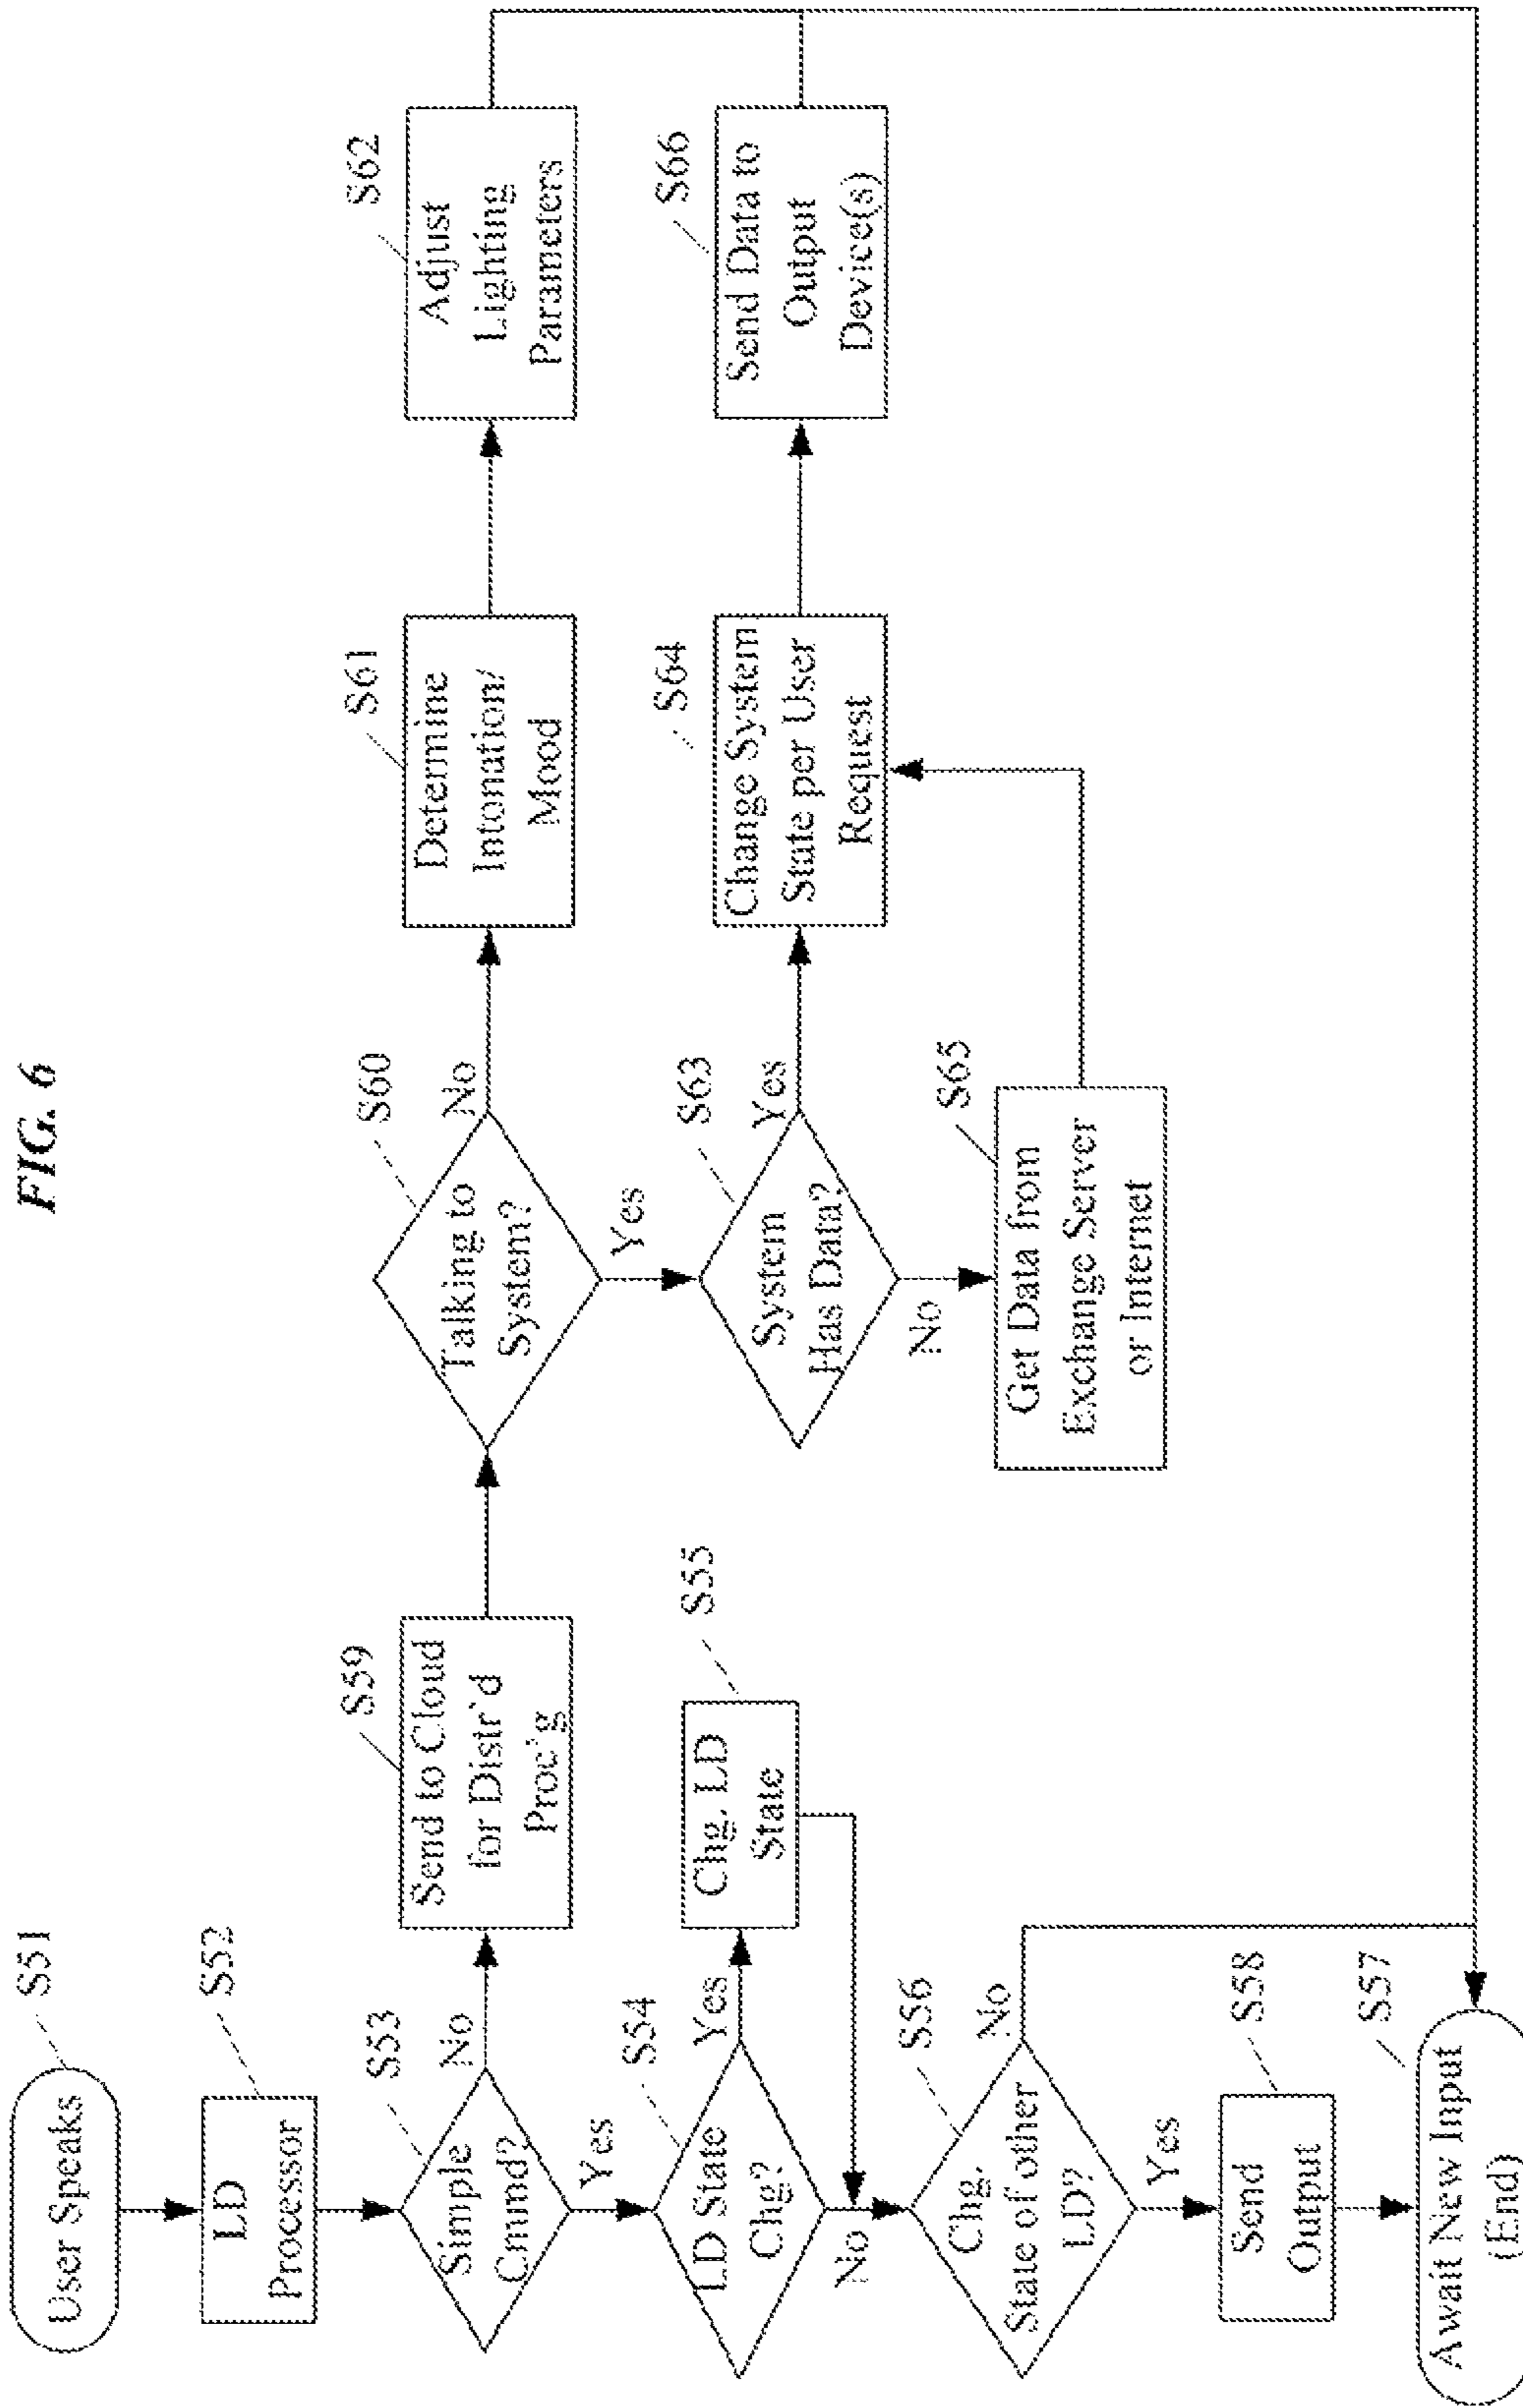 FIG. 6
User Speaks
S51
LD
Processor
S52
Simple
Cmnd?
S53
No
Yes
Send to Cloud
for Distr'd
Proc'g
S59
Talking to
System?
S60
No
Yes
Determine
Intonation/
Mood
S61
Adjust
Lighting
Parameters
S62
LD State
Chg?
S54
Yes
No
Chg. LD
State
S55
System
Has Data?
S63
Yes
No
Change System
State per User
Request
S64
Send Data to
Output
Device(s)
S66
Get Data from
Exchange Server
or Internet
S65
Chg.
State of other
LD?
S56
No
Yes
Send
Output
S58
Await New Input
(End)
S57